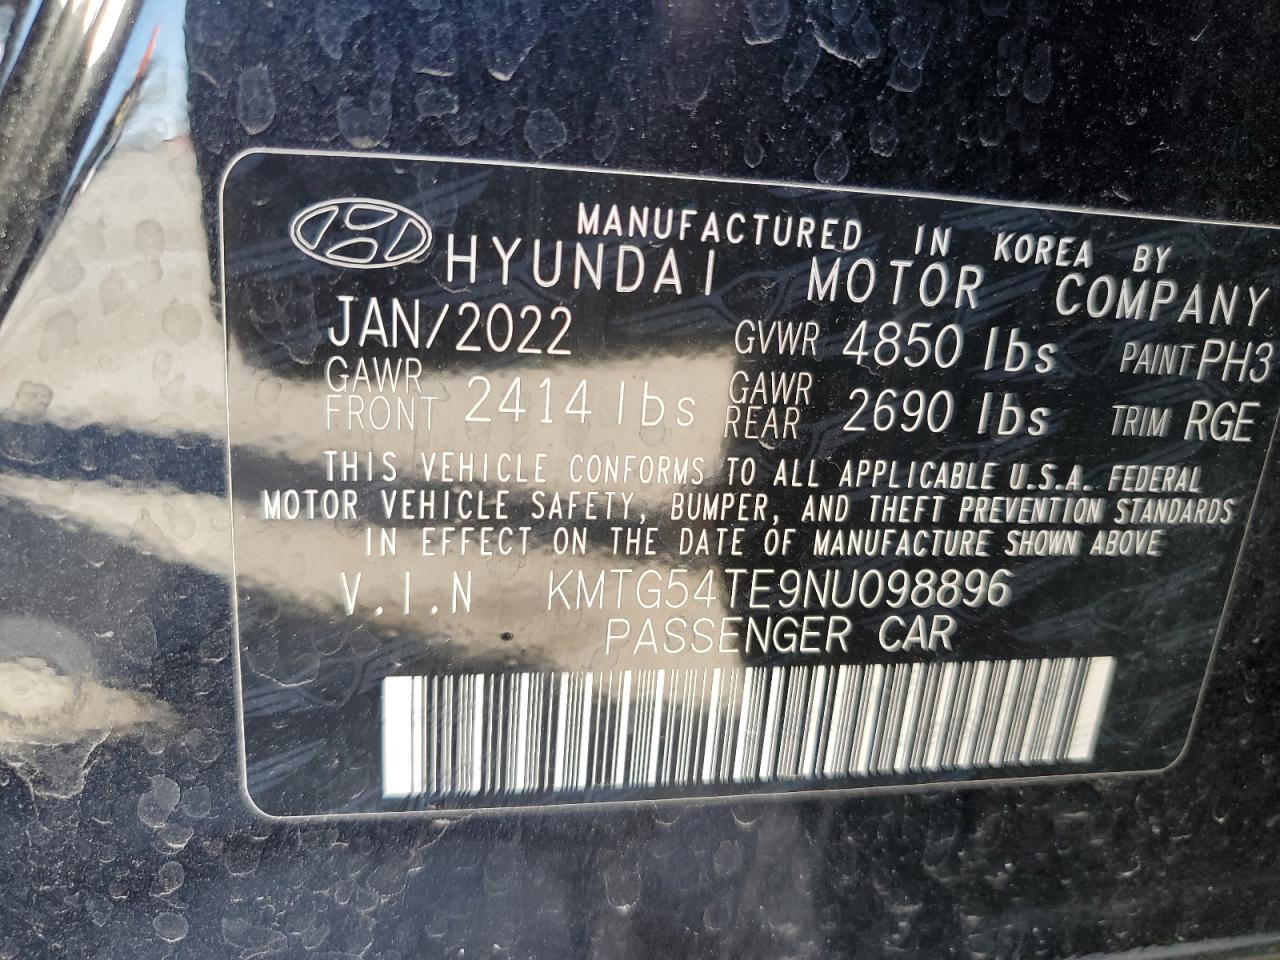 MANUFACTURED IN KOREA BY
HYUNDAI MOTOR COMPANY
JAN/2022 GVWR 4850 lbs PAINT PH3
GAWR FRONT 2414 lbs GAWR REAR 2690 lbs TRIM RGE
THIS VEHICLE CONFORMS TO ALL APPLICABLE U.S.A. FEDERAL
MOTOR VEHICLE SAFETY, BUMPER, AND THEFT PREVENTION STANDARDS
IN EFFECT ON THE DATE OF MANUFACTURE SHOWN ABOVE
V.I.N KMTG54TE9NU098896
PASSENGER CAR